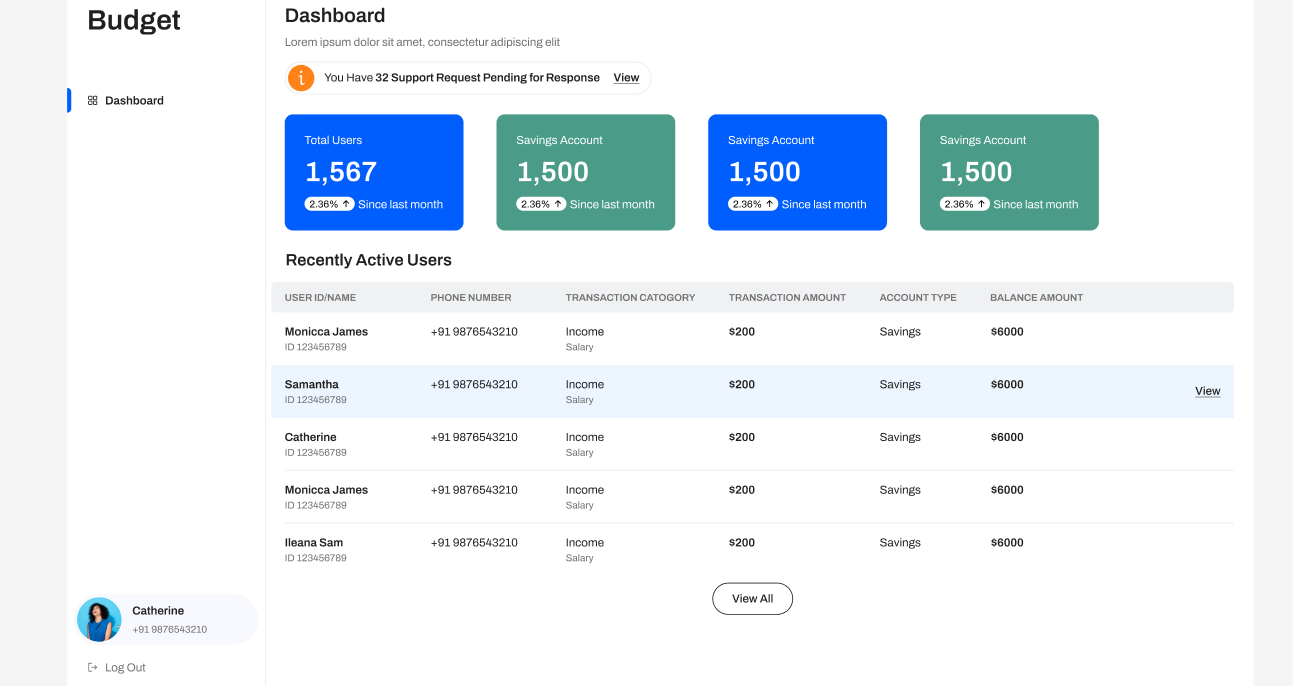 Budget
Dashboard
Catherine
+91 9876543210
Log Out
Dashboard
Lorem ipsum dolor sit amet, consectetur adipiscing elit
i You Have 32 Support Request Pending for Response View
Total Users
1,567
2.36% ↑ Since last month
Savings Account
1,500
2.36% ↑ Since last month
Savings Account
1,500
2.36% ↑ Since last month
Savings Account
1,500
2.36% ↑ Since last month
Recently Active Users
USER ID/NAME PHONE NUMBER TRANSACTION CATOGORY TRANSACTION AMOUNT ACCOUNT TYPE BALANCE AMOUNT
Monicca James +91 9876543210 Income $200 Savings $6000
ID 123456789 Salary
Samantha +91 9876543210 Income $200 Savings $6000
View
ID 123456789 Salary
Catherine +91 9876543210 Income $200 Savings $6000
ID 123456789 Salary
Monicca James +91 9876543210 Income $200 Savings $6000
ID 123456789 Salary
Ileana Sam +91 9876543210 Income $200 Savings $6000
ID 123456789 Salary
View All